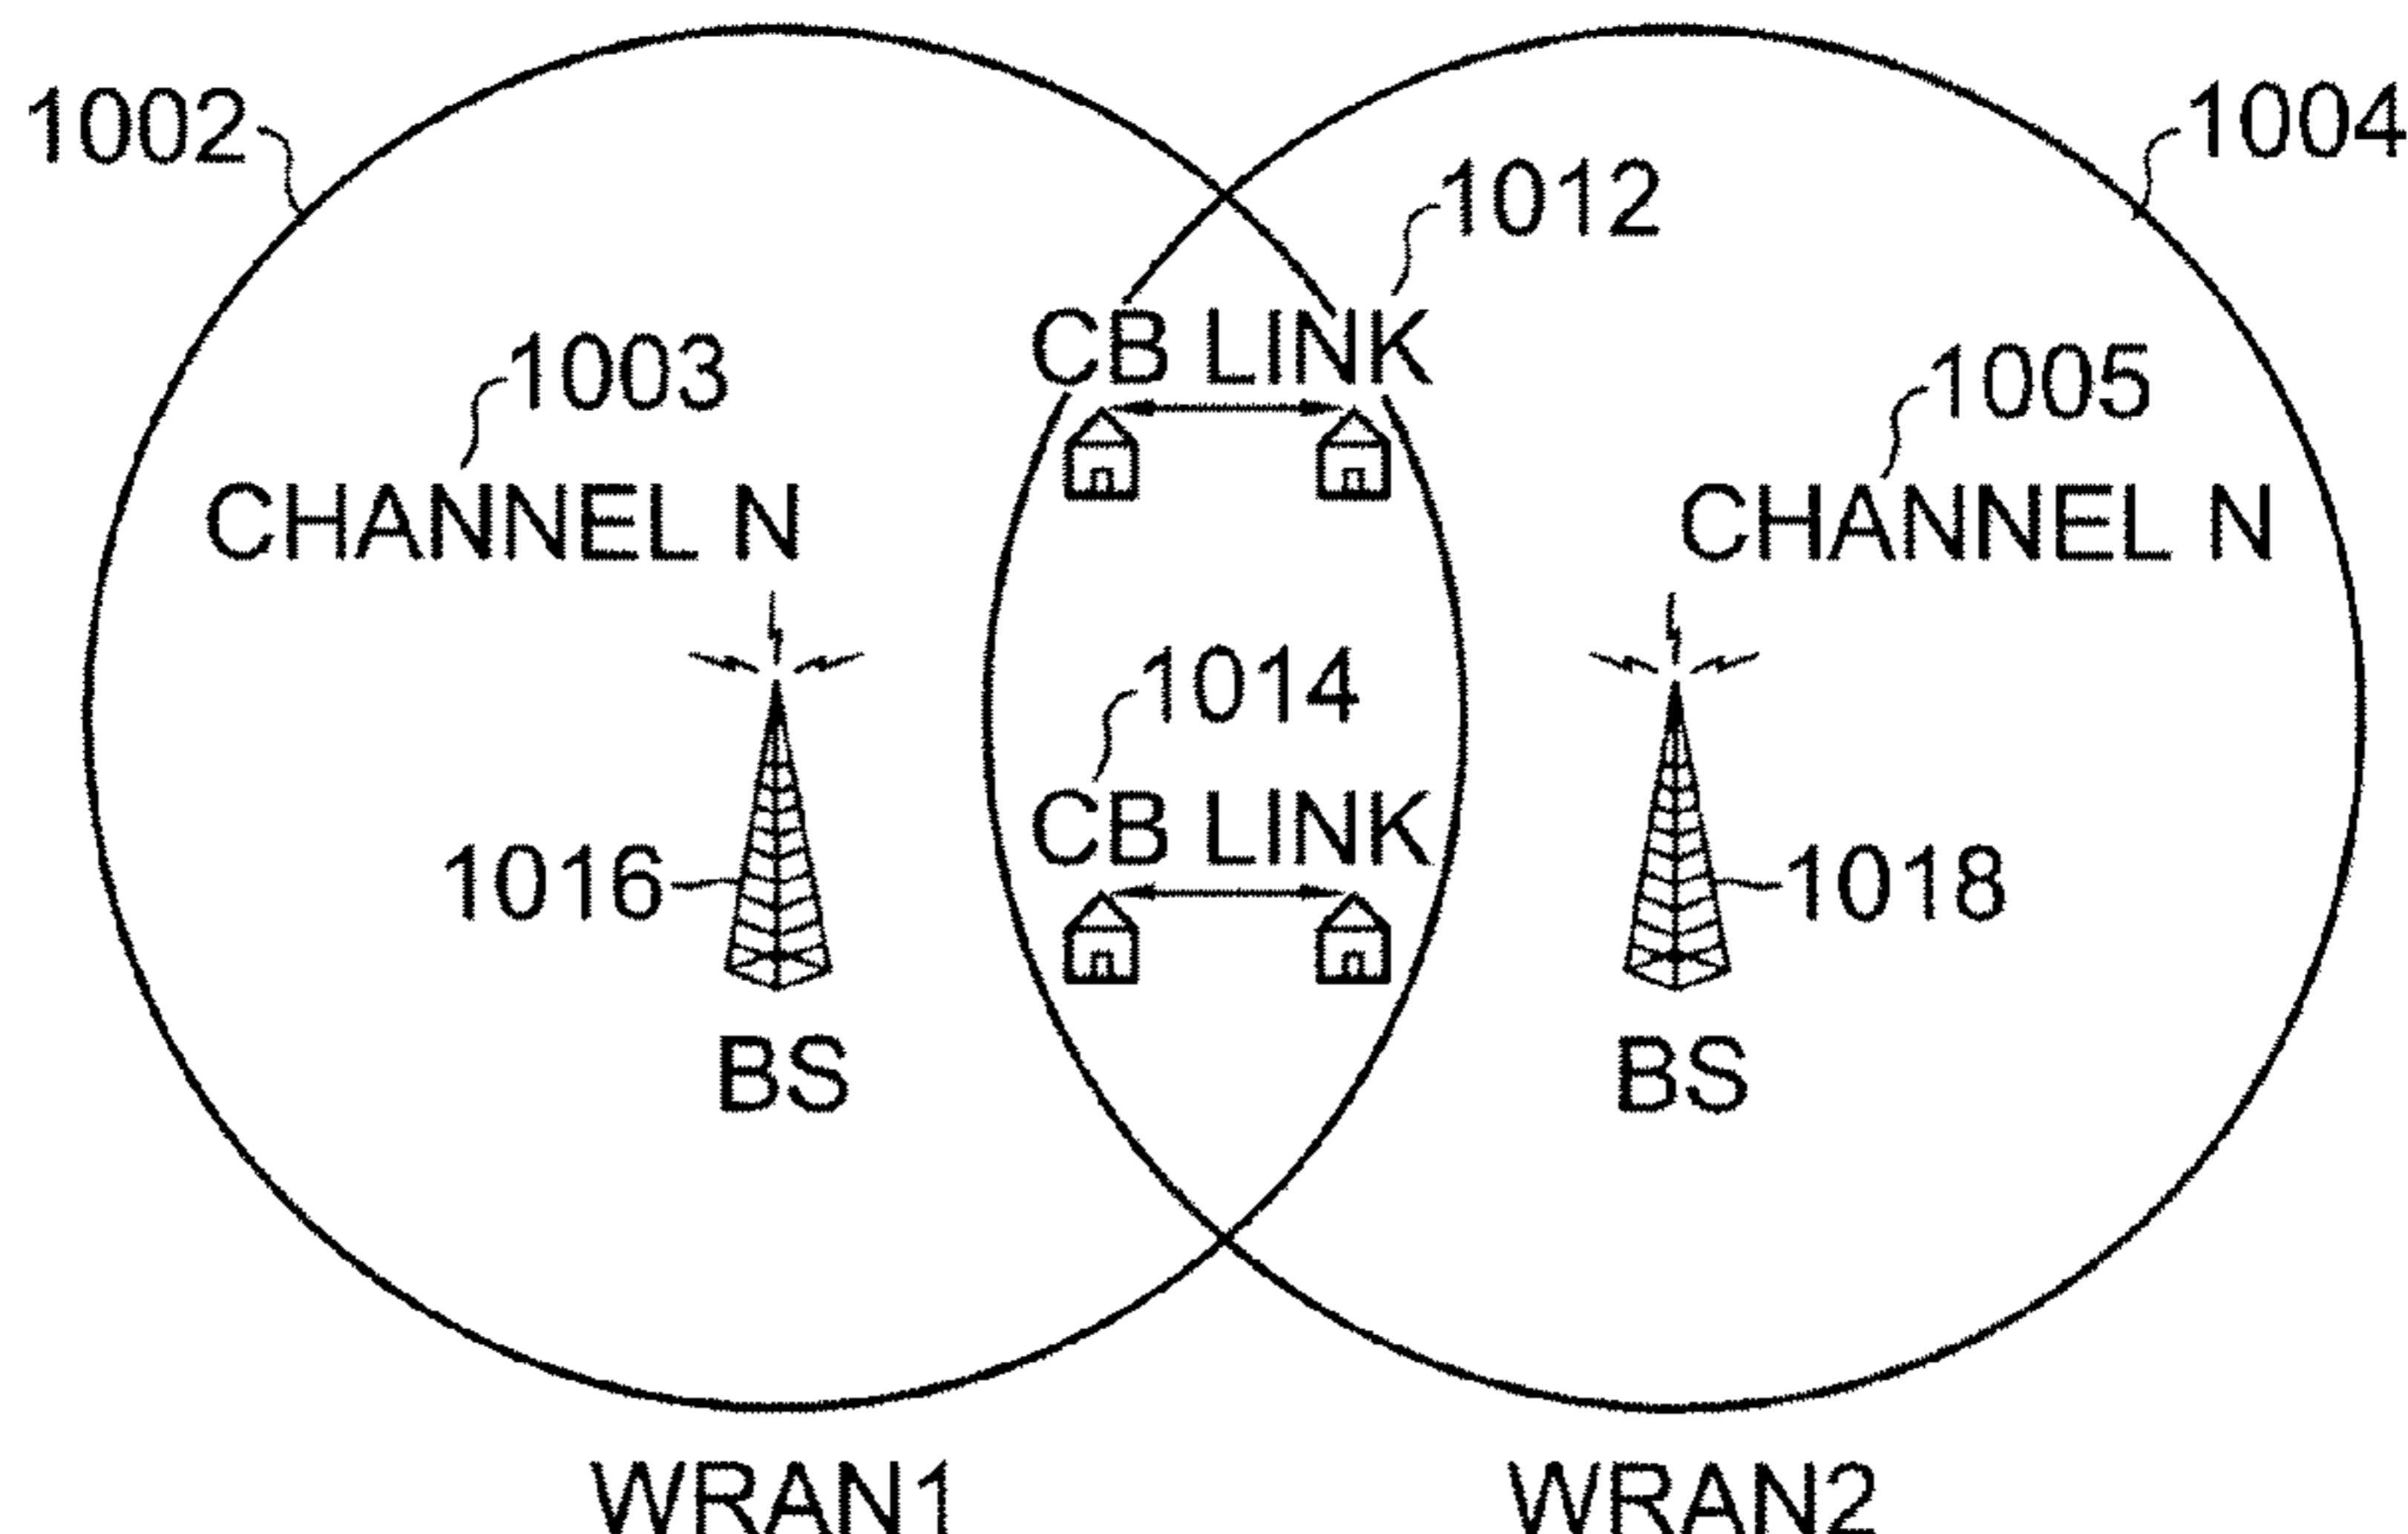 1002
1004
1012
1003
CB LINK
1005
CHANNEL N
CHANNEL N
1014
CB LINK
1016
1018
BS
BS
WRAN1
WRAN2